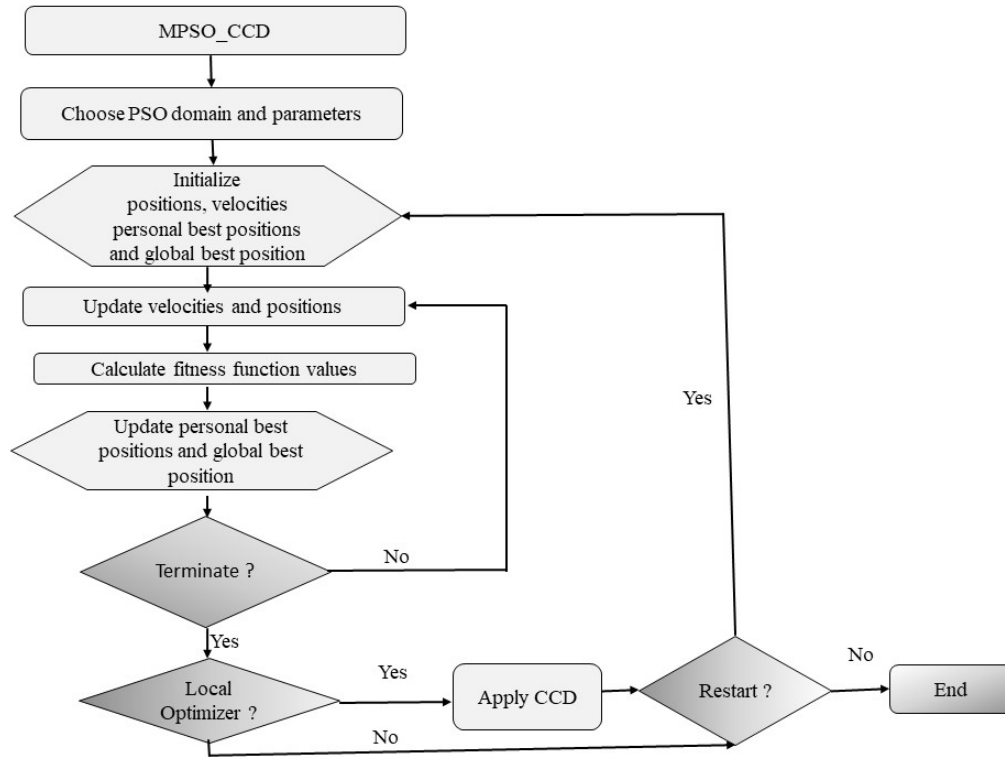 MPSO_CCD
Choose PSO domain and parameters
Initialize
positions, velocities
personal best positions
and global best position
Update velocities and positions
Calculate fitness function values
Update personal best
positions and global best
position
Yes
Terminate ?
No
Yes
Local
Optimizer ?
Yes
Apply CCD
Restart ?
No
End
No